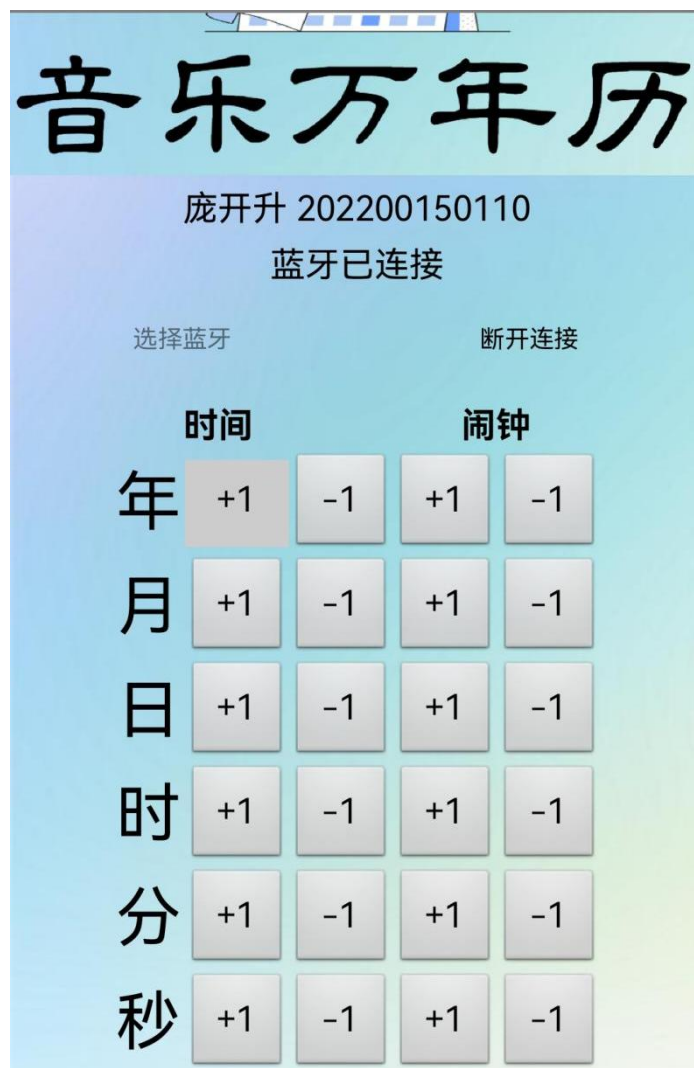 音乐万年历
庞开升 202200150110
蓝牙已连接
选择蓝牙 断开连接
时间 闹钟
年 +1 -1 +1 -1
月 +1 -1 +1 -1
日 +1 -1 +1 -1
时 +1 -1 +1 -1
分 +1 -1 +1 -1
秒 +1 -1 +1 -1